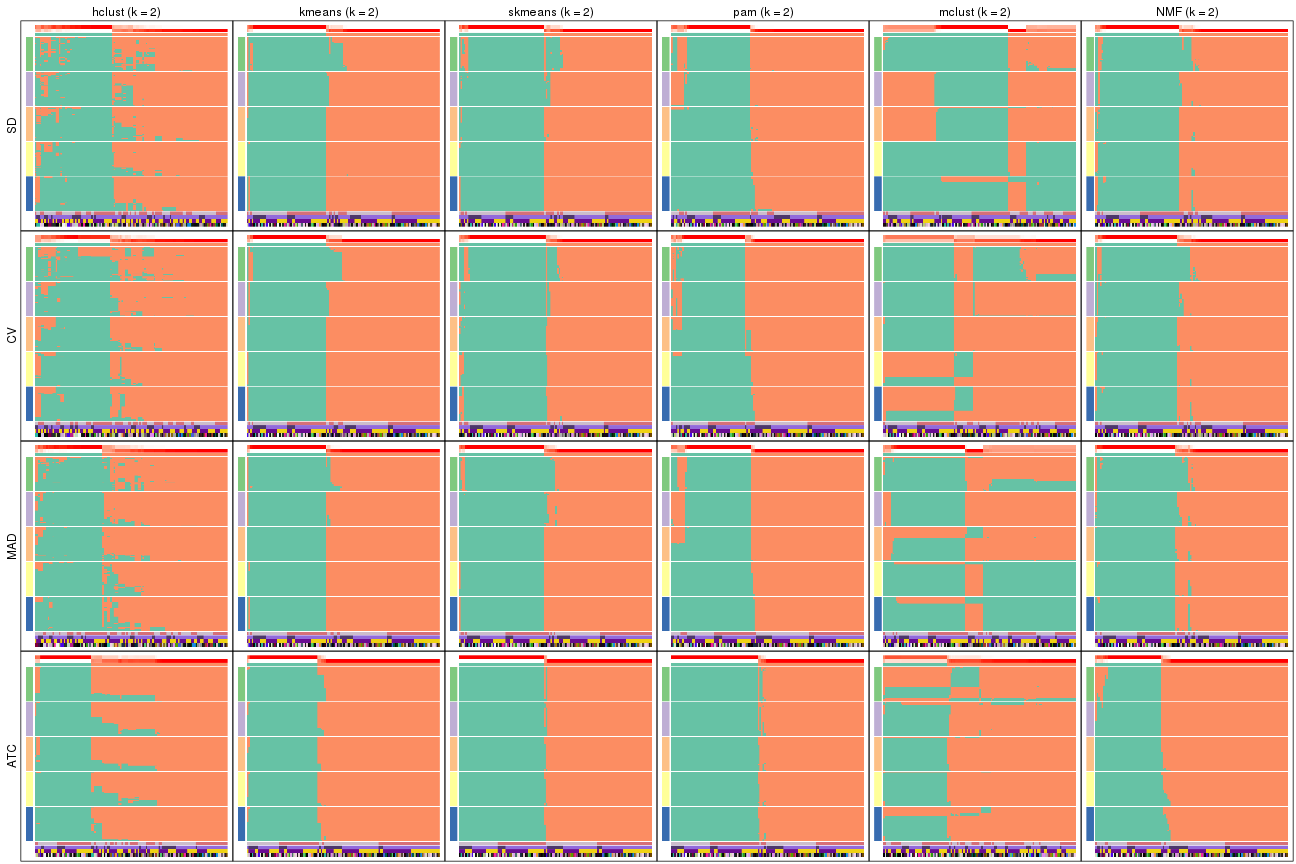 hclust (k = 2) kmeans (k = 2) skmeans (k = 2) pam (k = 2) mclust (k = 2) NMF (k = 2)
SD
CV
MAD
ATC